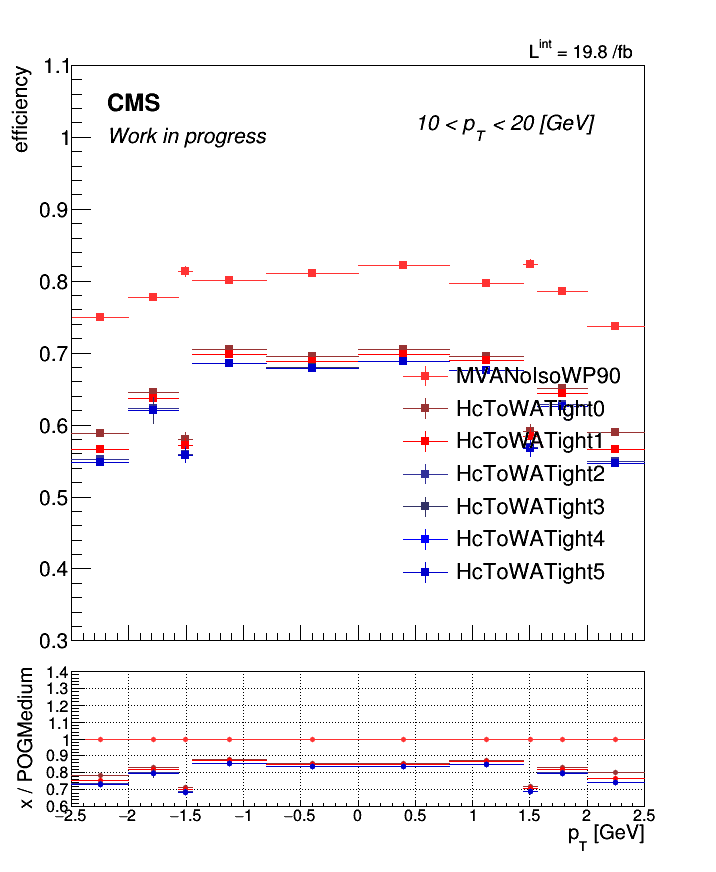 L^int = 19.8 /fb
efficiency
1.1
CMS
Work in progress
10 < p_T < 20 [GeV]
1
0.9
0.8
0.7
MVANoIsoWP90
HcToWATight0
0.6
HcToWATight1
HcToWATight2
0.5
HcToWATight3
HcToWATight4
0.4
HcToWATight5
0.3
x / POGMedium
1.4
1.3
1.2
1.1
1
0.9
0.8
0.7
0.6
−2.5 −2 −1.5 −1 −0.5 0 0.5 1 1.5 2 2.5
p_T [GeV]